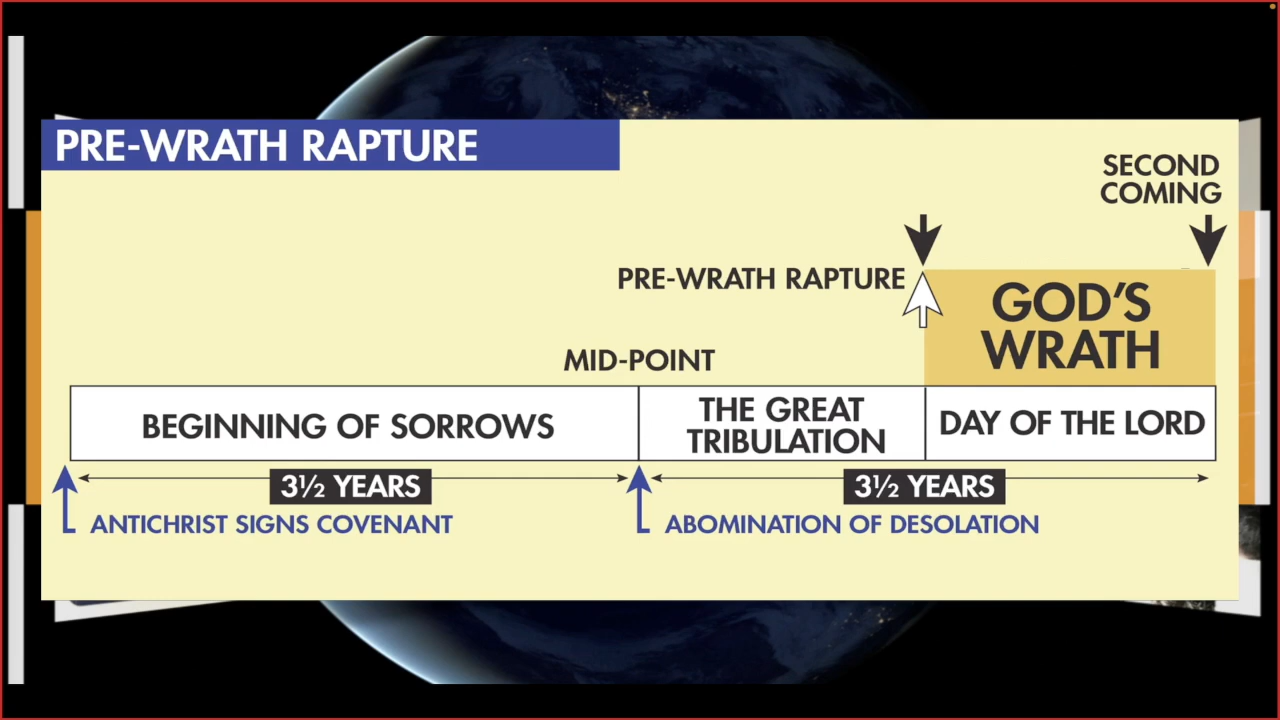 PRE-WRATH RAPTURE
SECOND
COMING
PRE-WRATH RAPTURE
GOD'S
WRATH
MID-POINT
BEGINNING OF SORROWS
THE GREAT
TRIBULATION
DAY OF THE LORD
3½ YEARS
3½ YEARS
ANTICHRIST SIGNS COVENANT
ABOMINATION OF DESOLATION